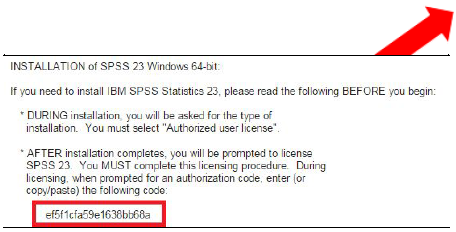 INSTALLATION of SPSS 23 Windows 64-bit:
If you need to install IBM SPSS Statistics 23, please read the following BEFORE you begin:
* DURING installation, you will be asked for the type of
installation. You must select "Authorized user license".
* AFTER installation completes, you will be prompted to license
SPSS 23. You MUST complete this licensing procedure. During
licensing, when prompted for an authorization code, enter (or
copy/paste) the following code:
ef5f1cfa59e1638bb68a